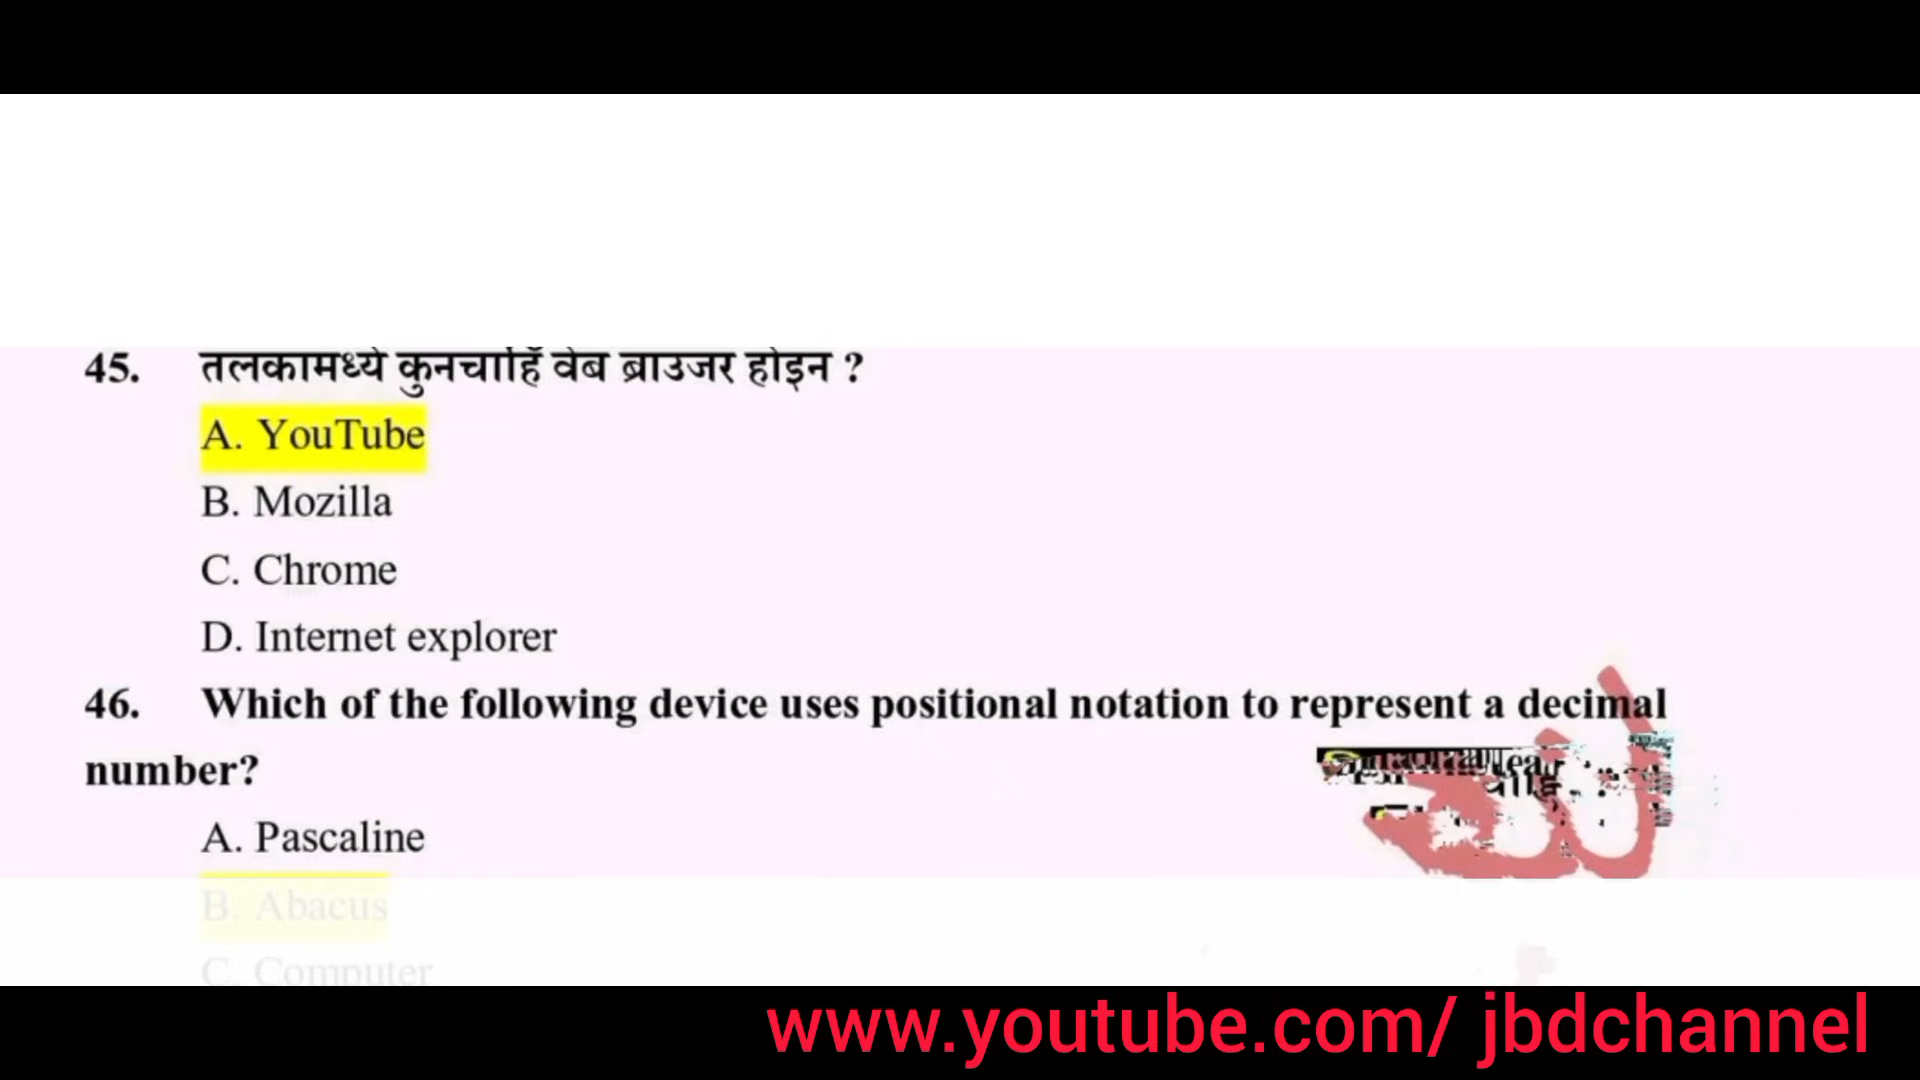 45. तलकामध्ये कुनचाहिँ वेब ब्राउजर होइन ?
A. YouTube
B. Mozilla
C. Chrome
D. Internet explorer
46. Which of the following device uses positional notation to represent a decimal
number?
A. Pascaline
B. Abacus
C. Computer
www.youtube.com/ jbdchannel